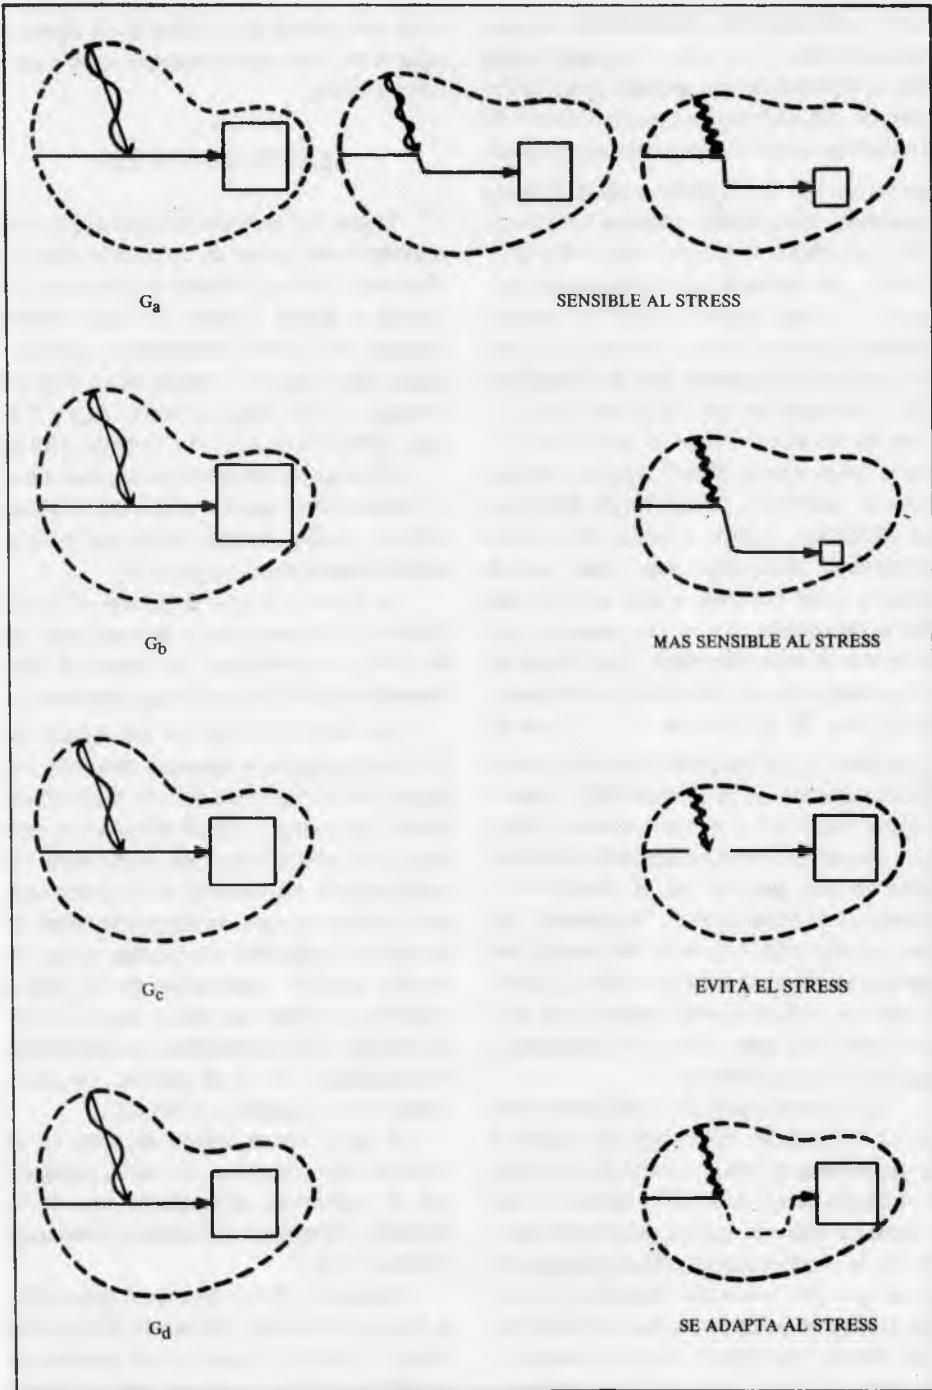 Ga
SENSIBLE AL STRESS
Gb
MAS SENSIBLE AL STRESS
Gc
EVITA EL STRESS
Gd
SE ADAPTA AL STRESS